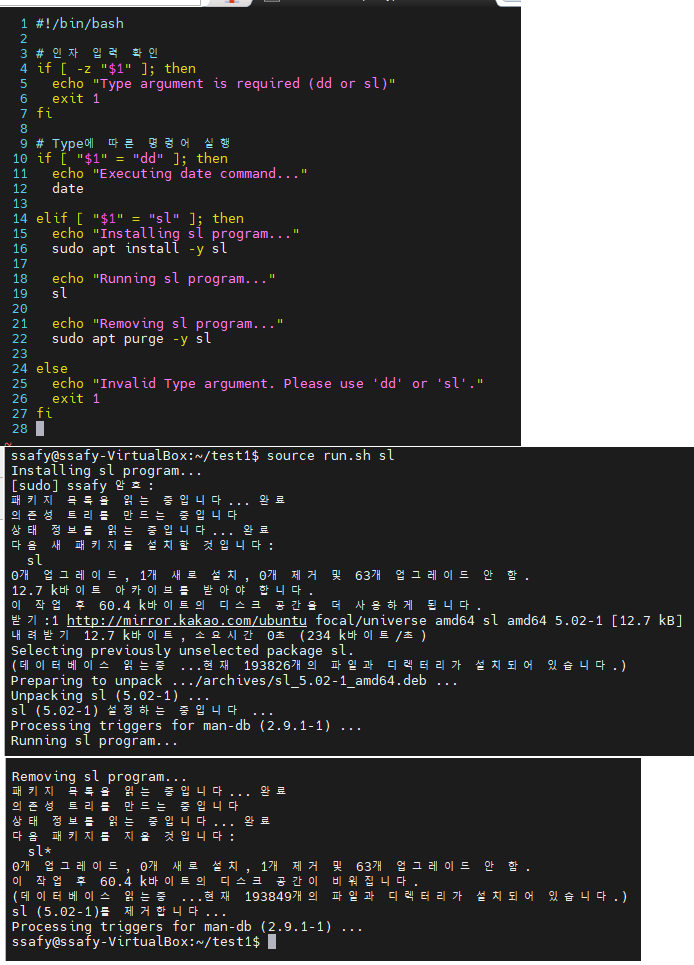 1 #!/bin/bash
2
3 # 인자 입력 확인
4 if [ -z "$1" ]; then
5   echo "Type argument is required (dd or sl)"
6   exit 1
7 fi
8
9 # Type에 따른 명령어 실행
10 if [ "$1" = "dd" ]; then
11   echo "Executing date command..."
12   date
13
14 elif [ "$1" = "sl" ]; then
15   echo "Installing sl program..."
16   sudo apt install -y sl
17
18   echo "Running sl program..."
19   sl
20
21   echo "Removing sl program..."
22   sudo apt purge -y sl
23
24 else
25   echo "Invalid Type argument. Please use 'dd' or 'sl'."
26   exit 1
27 fi
28
~
ssafy@ssafy-VirtualBox:~/test1$ source run.sh sl
Installing sl program...
[sudo] ssafy 암호:
패키지 목록을 읽는 중입니다... 완료
의존성 트리를 만드는 중입니다
상태 정보를 읽는 중입니다... 완료
다음 새 패키지를 설치할 것입니다:
  sl
0개 업그레이드, 1개 새로 설치, 0개 제거 및 63개 업그레이드 안 함.
12.7 k바이트 아카이브를 받아야 합니다.
이 작업 후 60.4 k바이트의 디스크 공간을 더 사용하게 됩니다.
받기:1 http://mirror.kakao.com/ubuntu focal/universe amd64 sl amd64 5.02-1 [12.7 kB]
내려받기 12.7 k바이트, 소요시간 0초 (234 k바이트/초)
Selecting previously unselected package sl.
(데이터베이스 읽는중 ...현재 193826개의 파일과 디렉터리가 설치되어 있습니다.)
Preparing to unpack .../archives/sl_5.02-1_amd64.deb ...
Unpacking sl (5.02-1) ...
sl (5.02-1) 설정하는 중입니다 ...
Processing triggers for man-db (2.9.1-1) ...
Running sl program...
Removing sl program...
패키지 목록을 읽는 중입니다... 완료
의존성 트리를 만드는 중입니다
상태 정보를 읽는 중입니다... 완료
다음 패키지를 지울 것입니다:
  sl*
0개 업그레이드, 0개 새로 설치, 1개 제거 및 63개 업그레이드 안 함.
이 작업 후 60.4 k바이트의 디스크 공간이 비워집니다.
(데이터베이스 읽는중 ...현재 193849개의 파일과 디렉터리가 설치되어 있습니다.)
sl (5.02-1)를 제거합니다...
Processing triggers for man-db (2.9.1-1) ...
ssafy@ssafy-VirtualBox:~/test1$